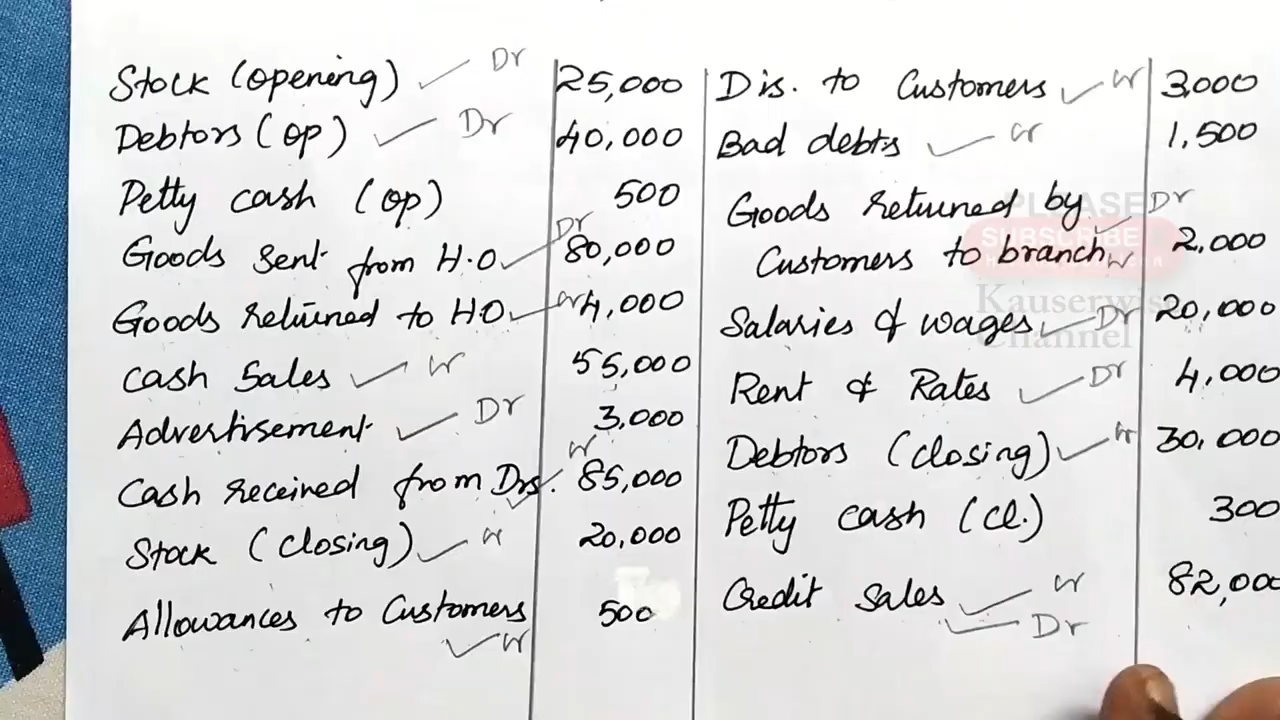 Stock (opening) Dr 25,000
Debtors (op) Dr 40,000
Petty cash (op) 500
Goods sent from H.O Dr 80,000
Goods returned to HO Cr 4,000
Cash Sales Cr 55,000
Advertisement Dr 3,000
Cash received from Drs. Cr 85,000
Stock (closing) Cr 20,000
Allowances to Customers 500
Cr
Dis. to Customers Cr 3,000
Bad debts Cr 1,500
Goods returned by Dr
Customers to branch Cr 2,000
Salaries & wages Dr 20,000
Rent & Rates Dr 4,000
Debtors (closing) Cr 30,000
Petty cash (cl.) 300
Credit Sales Cr 82,000
Dr
PLEASE
SUBSCRIBE
Kauserwise
Channel